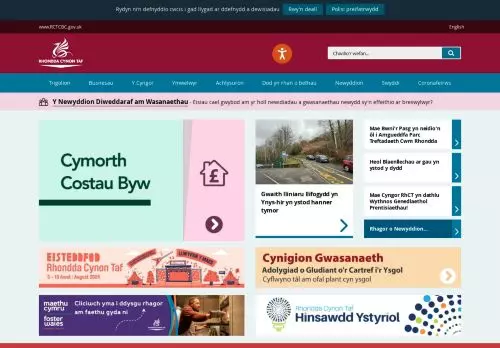 Rydyn ni'n defnyddio cwcis i gad llygad ar ddefnydd a dewisiadau
Rwy'n deall
Polisi preifatrwydd
www.RCTCBC.gov.uk
English
RHONDDA CYNON TAF
Chwilio'r wefan...
Trigolion
Busnesau
Y Cyngor
Ymwelwyr
Achlysuron
Dod yn rhan o bethau
Newyddion
Swyddi
Coronafeirws
Y Newyddion Diweddaraf am Wasanaethau - Eisiau cael gwybod am yr holl newidiadau a gwasanaethau newydd sy'n effeithio ar breswylwyr?
Cymorth
Costau Byw
£
Gwaith lliniaru llifogydd yn
Ynys-hir yn ystod hanner
tymor
Mae Bwni'r Pasg yn neidio'n
ôl i Amgueddfa Parc
Treftadaeth Cwm Rhondda
Heol Blaenllechau ar gau yn
ystod y dydd
Mae Cyngor RhCT yn dathlu
Wythnos Genedlaethol
Prentisiaethau!
Rhagor o Newyddion...
EISTEDDFOD
Rhondda Cynon Taf
3 - 10 Awst / August 2024
Cynigion Gwasanaeth
Adolygiad o Gludiant o'r Cartref i'r Ysgol
Cyflwyno tâl am ofal plant cyn ysgol
maethu
cymru
foster
wales
Cliciwch yma i ddysgu rhagor
am faethu gyda ni
Rhondda Cynon Taf
Hinsawdd Ystyriol